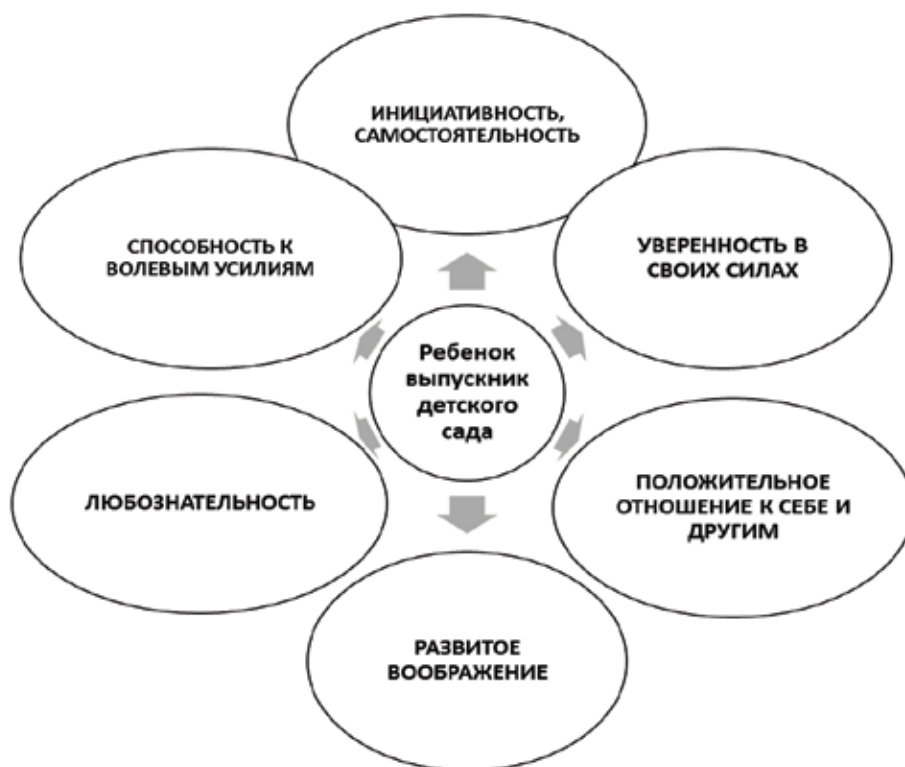 ИНИЦИАТИВНОСТЬ,
САМОСТОЯТЕЛЬНОСТЬ
СПОСОБНОСТЬ К
ВОЛЕВЫМ УСИЛИЯМ
УВЕРЕННОСТЬ В
СВОИХ СИЛАХ
Ребенок
выпускник
детского
сада
ЛЮБОЗНАТЕЛЬНОСТЬ
ПОЛОЖИТЕЛЬНОЕ
ОТНОШЕНИЕ К СЕБЕ И
ДРУГИМ
РАЗВИТОЕ
ВООБРАЖЕНИЕ